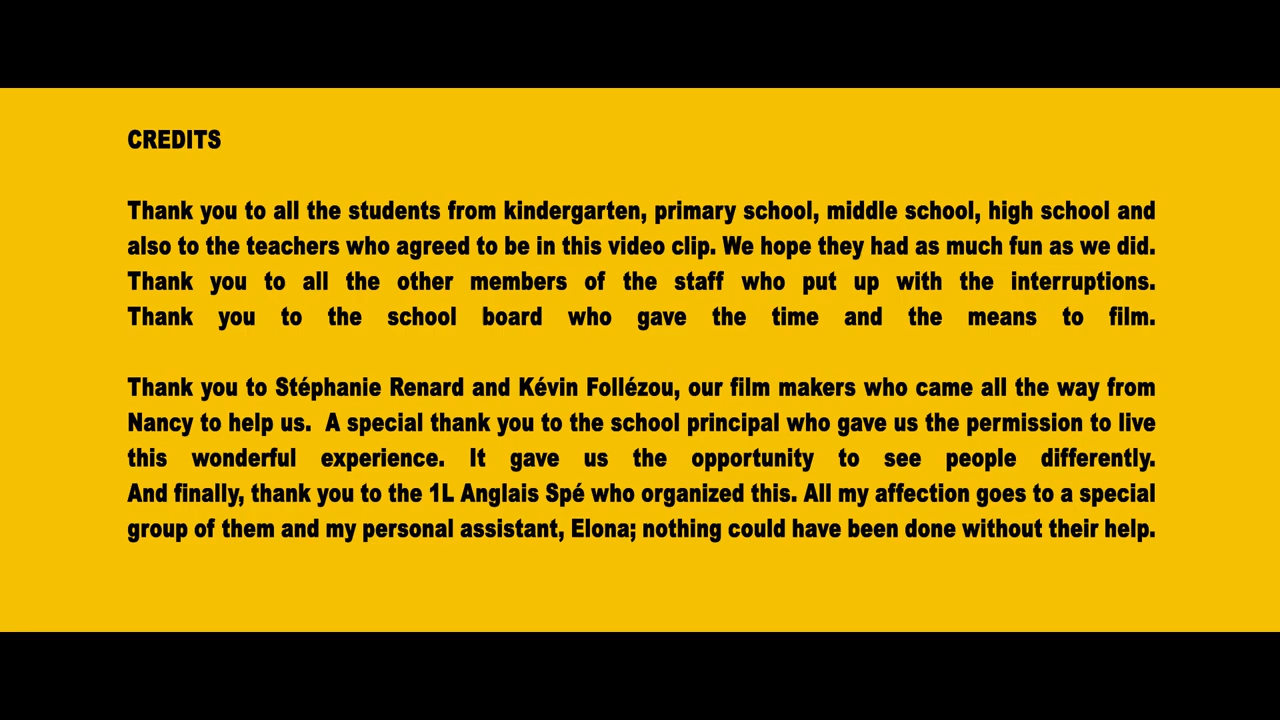 CREDITS
Thank you to all the students from kindergarten, primary school, middle school, high school and
also to the teachers who agreed to be in this video clip. We hope they had as much fun as we did.
Thank you to all the other members of the staff who put up with the interruptions.
Thank you to the school board who gave the time and the means to film.
Thank you to Stéphanie Renard and Kévin Follézou, our film makers who came all the way from
Nancy to help us. A special thank you to the school principal who gave us the permission to live
this wonderful experience. It gave us the opportunity to see people differently.
And finally, thank you to the 1L Anglais Spé who organized this. All my affection goes to a special
group of them and my personal assistant, Elona; nothing could have been done without their help.